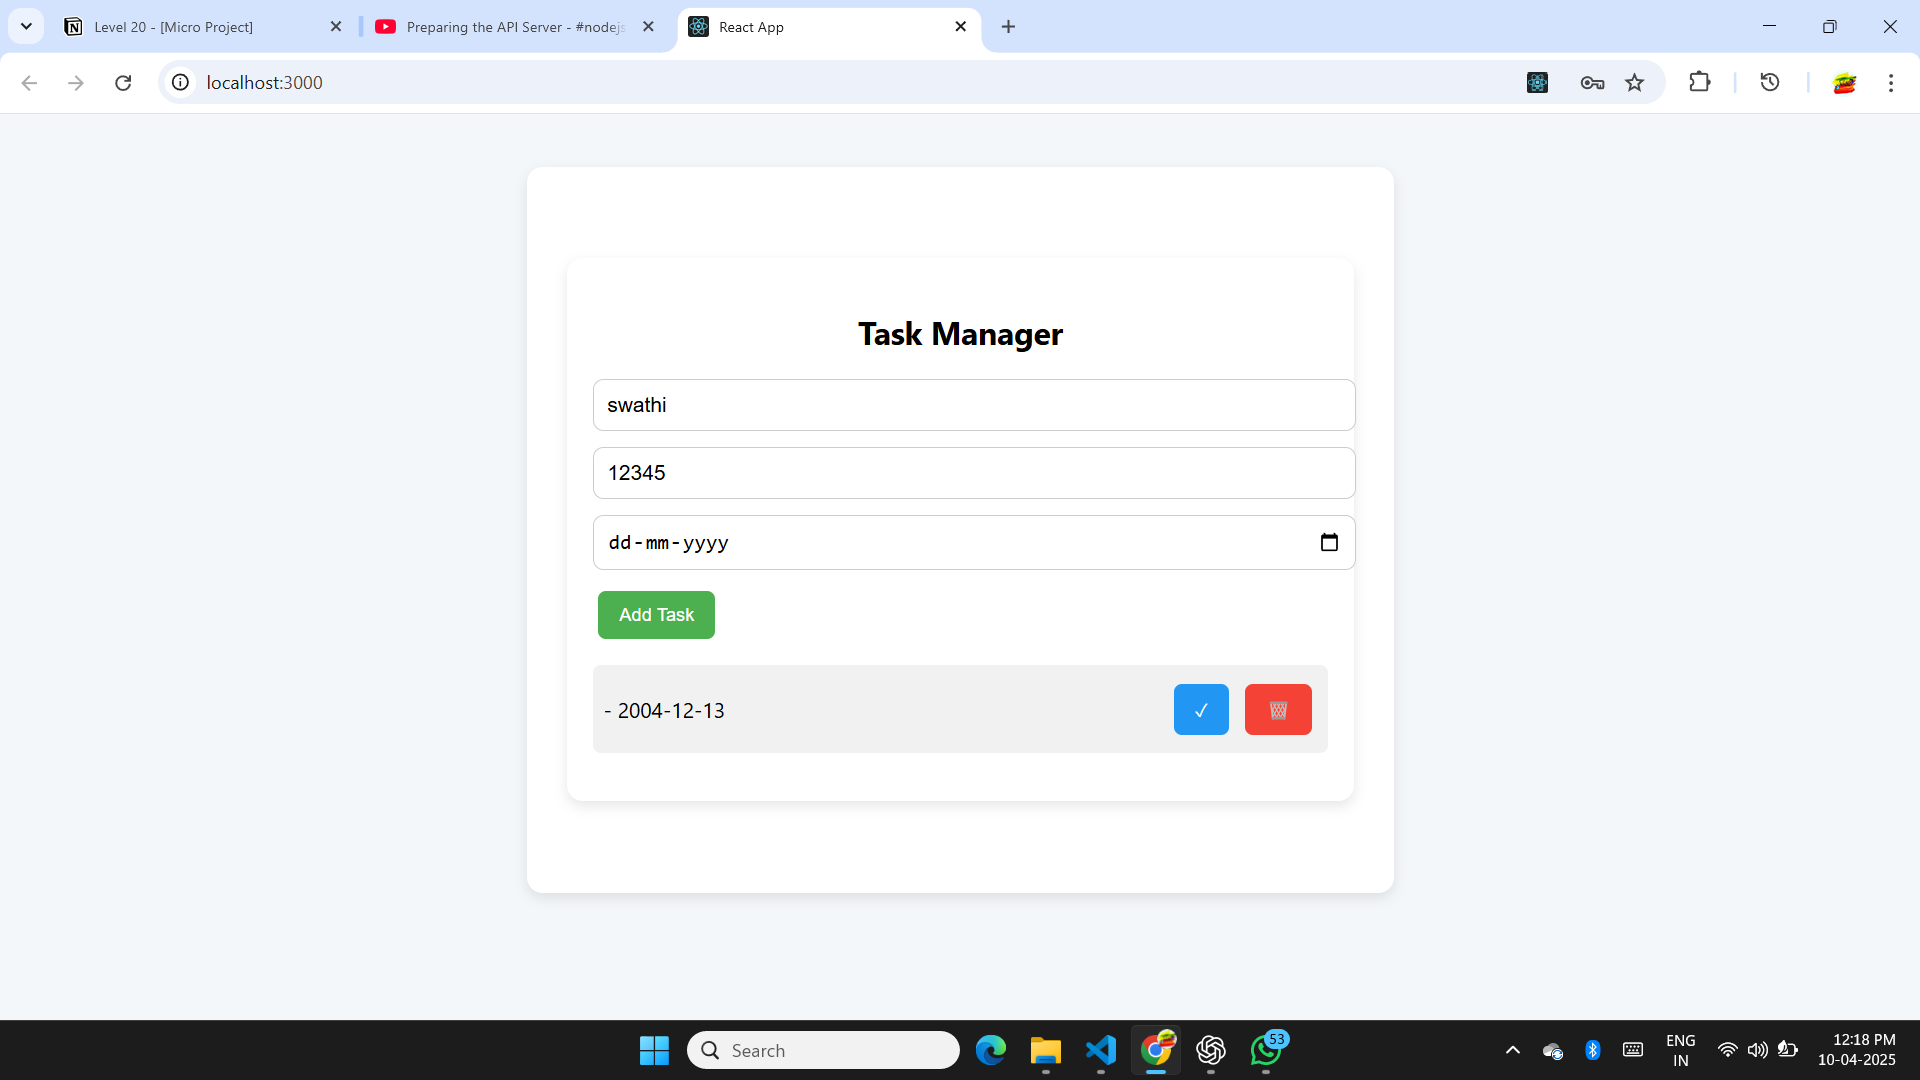 Level 20 - [Micro Project]
Preparing the API Server - #nodejs
React App
localhost:3000
Task Manager
swathi
12345
dd-mm-yyyy
Add Task
- 2004-12-13
Search
53
ENG
IN
12:18 PM
10-04-2025